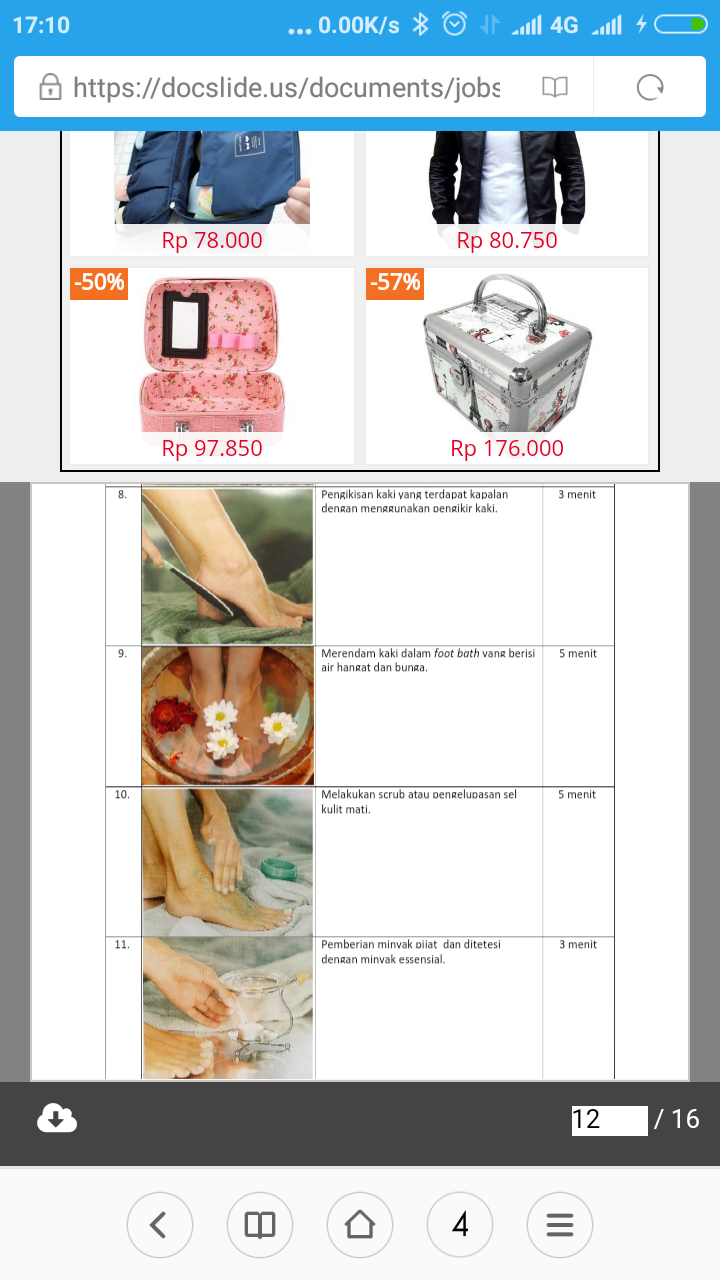 17:10 ... 0.00K/s 4G
https://docslide.us/documents/jobs
Rp 78.000 Rp 80.750
-50% -57%
Rp 97.850 Rp 176.000
8. Pengikisan kaki yang terdapat kapalan 3 menit
dengan menggunakan pengikir kaki.
9. Merendam kaki dalam foot bath yang berisi 5 menit
air hangat dan bunga.
10. Melakukan scrub atau pengelupasan sel 5 menit
kulit mati.
11. Pemberian minyak pijat dan ditetesi 3 menit
dengan minyak essensial.
12 / 16
4